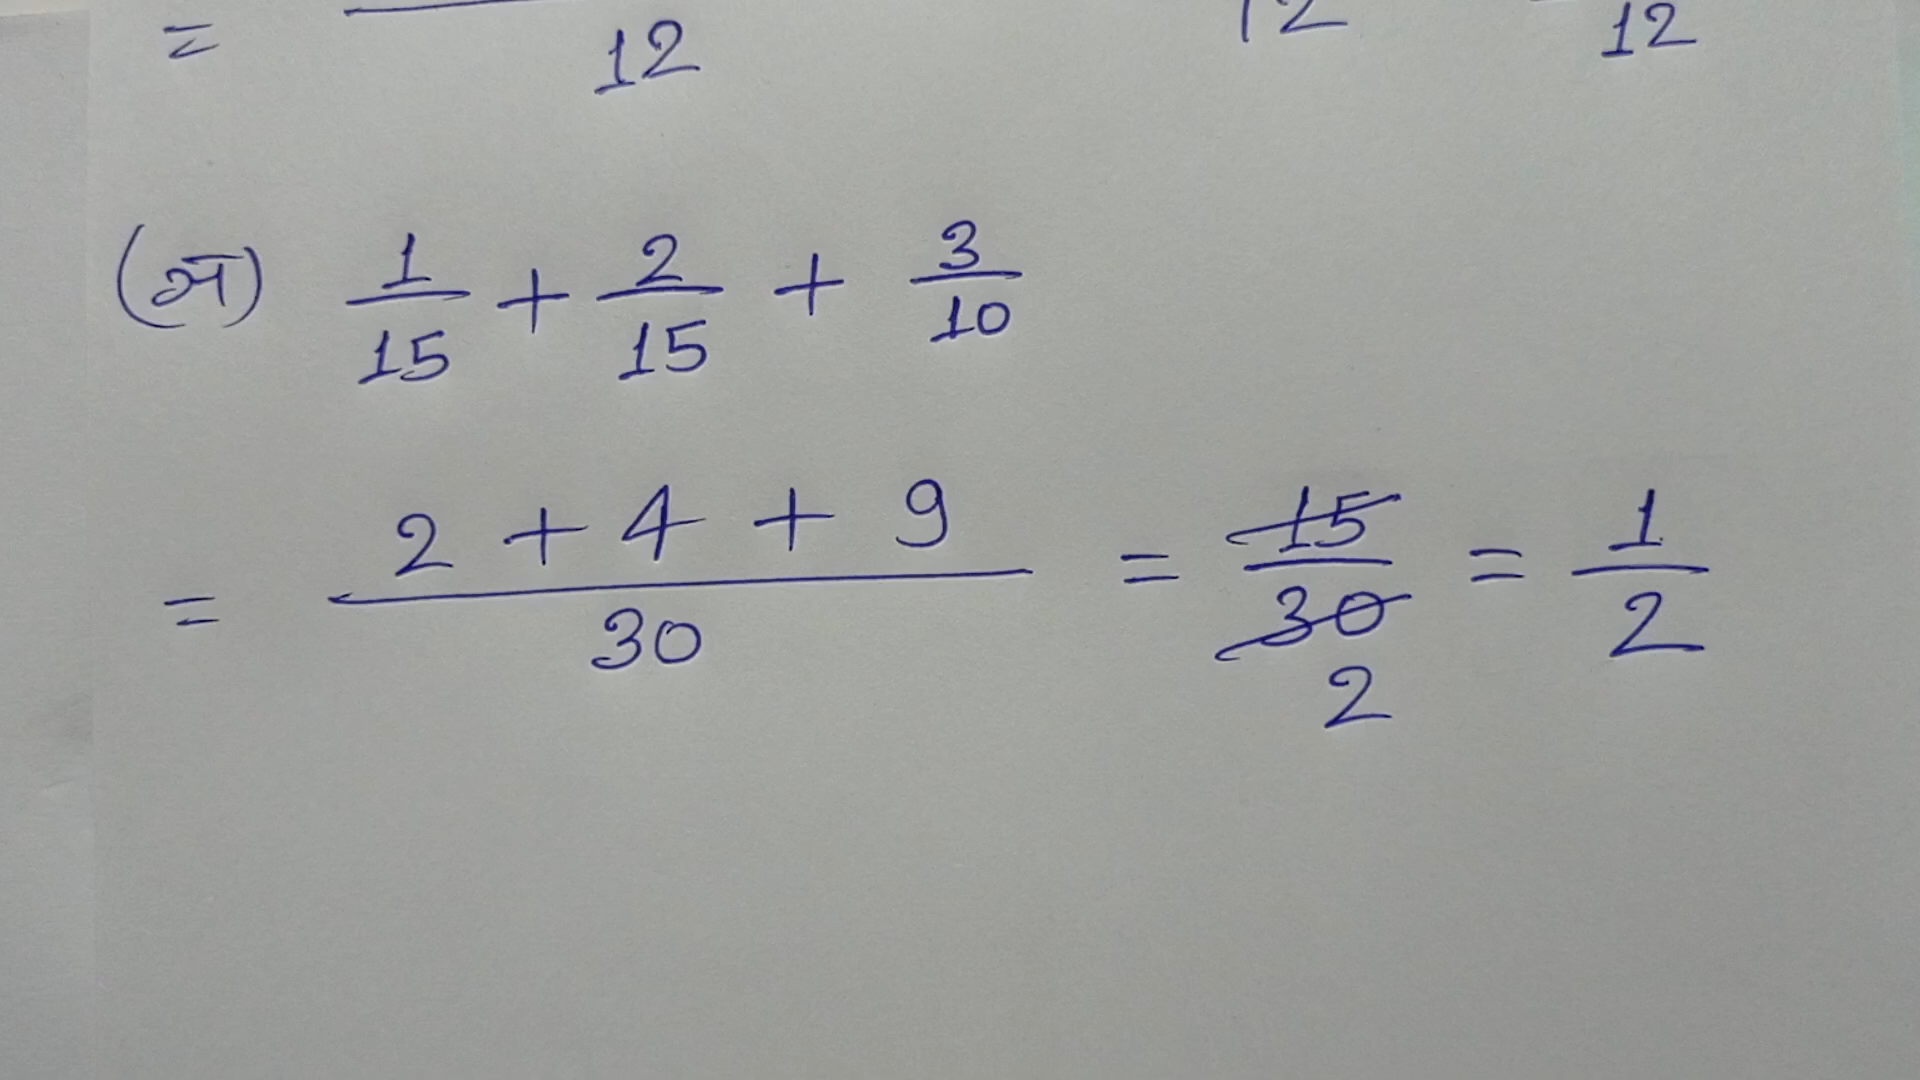 = 12 12 12
(ज) 1/15 + 2/15 + 3/10
= (2 + 4 + 9)/30 = 15/30 2 = 1/2